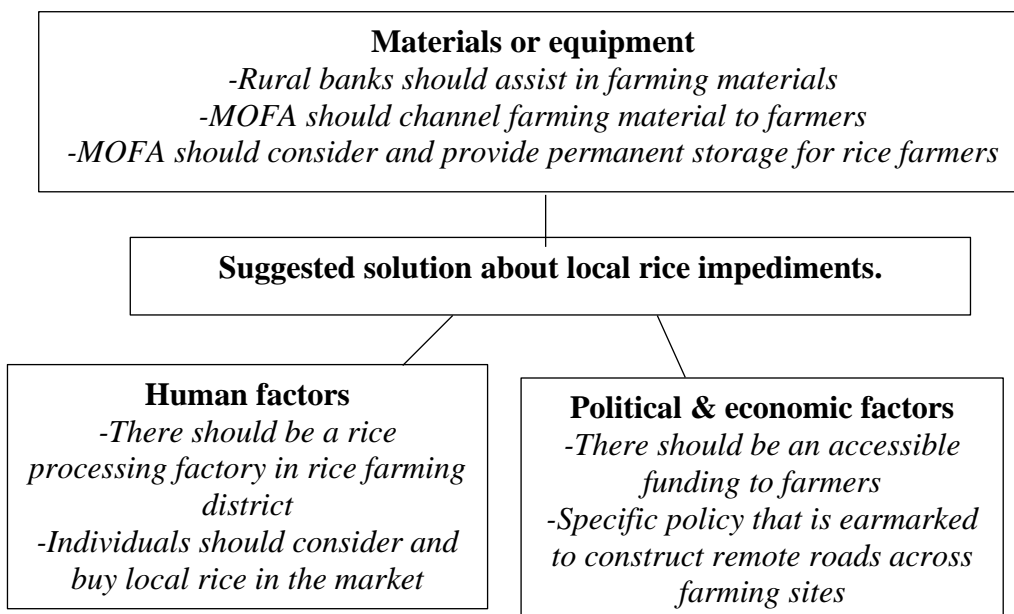 Materials or equipment
-Rural banks should assist in farming materials
-MOFA should channel farming material to farmers
-MOFA should consider and provide permanent storage for rice farmers
Suggested solution about local rice impediments.
Human factors
-There should be a rice
processing factory in rice farming
district
-Individuals should consider and
buy local rice in the market
Political & economic factors
-There should be an accessible
funding to farmers
-Specific policy that is earmarked
to construct remote roads across
farming sites